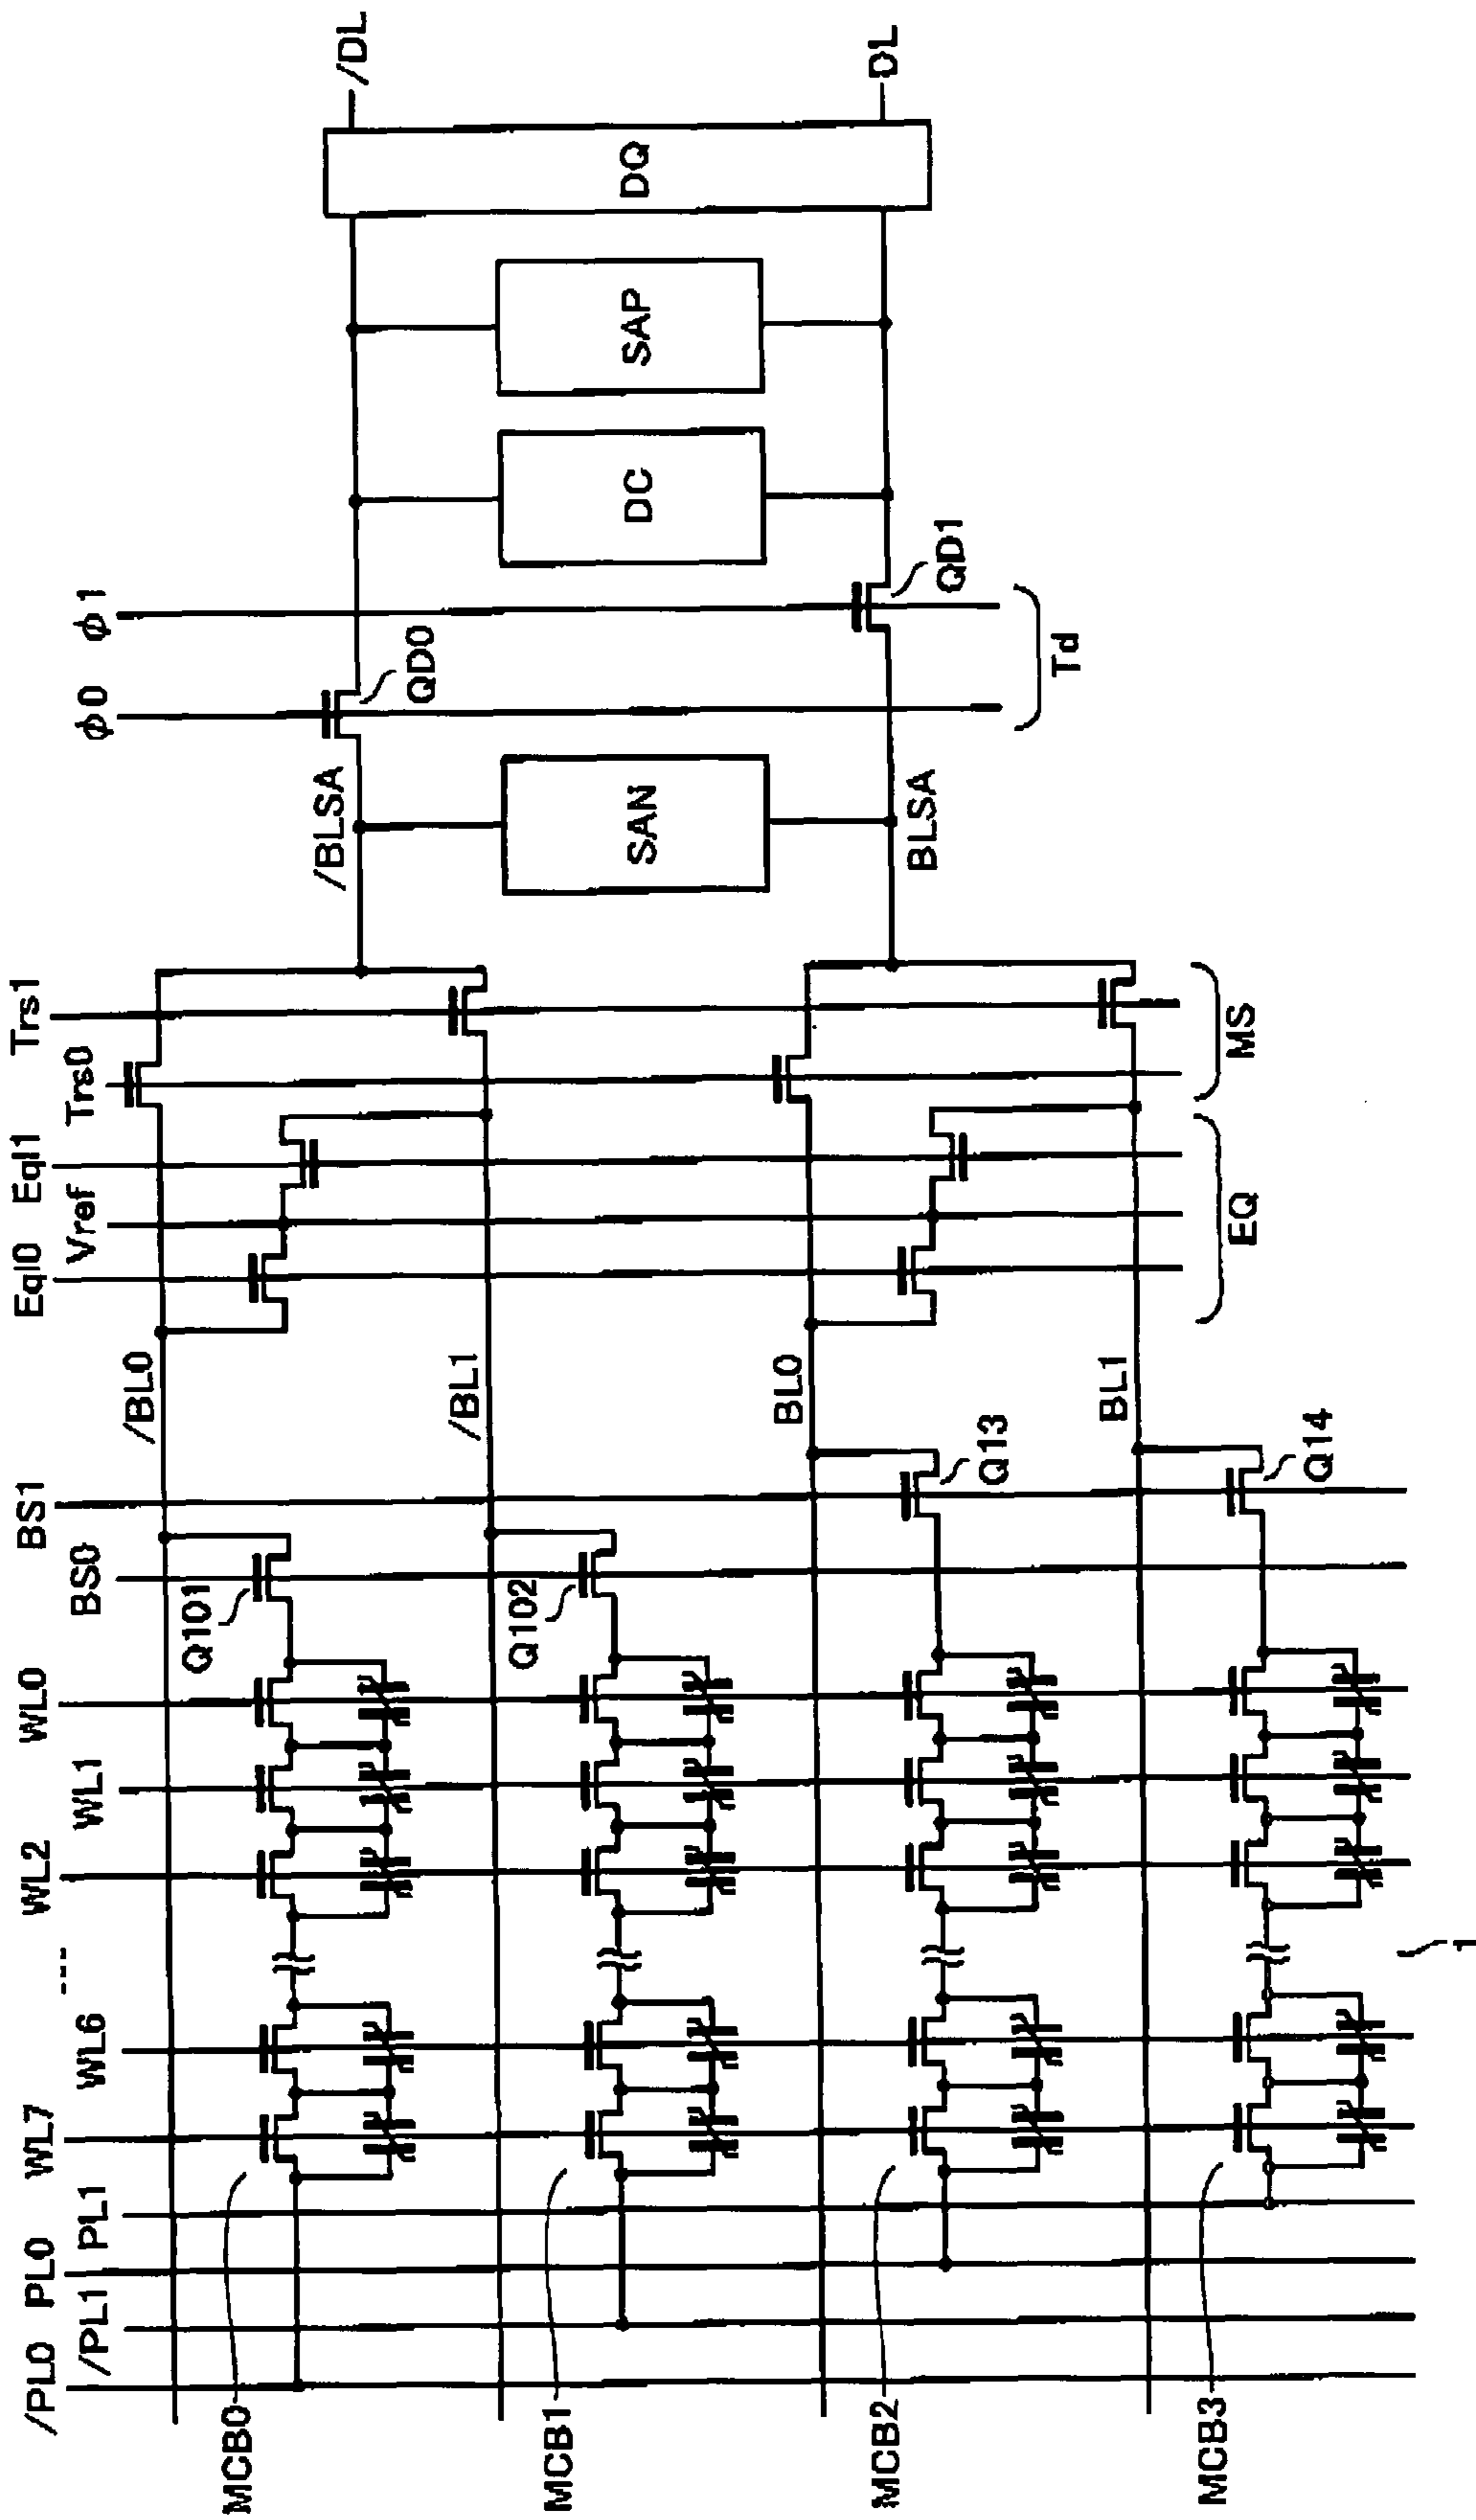 /PL0
/PL1
PL0
PL1
WL7
WL6
---
WL2
WL1
WL0
BS0
BS1
Eql0
Vref
Eql1
Trs0
Trs1
φ0
φ1
MCB0
Q101
/BL0
/BLSA
QD0
/DL
MCB1
Q102
/BL1
SAN
DC
SAP
DQ
MCB2
BL0
Q13
BLSA
QD1
DL
MCB3
BL1
Q14
EQ
MS
Td
1